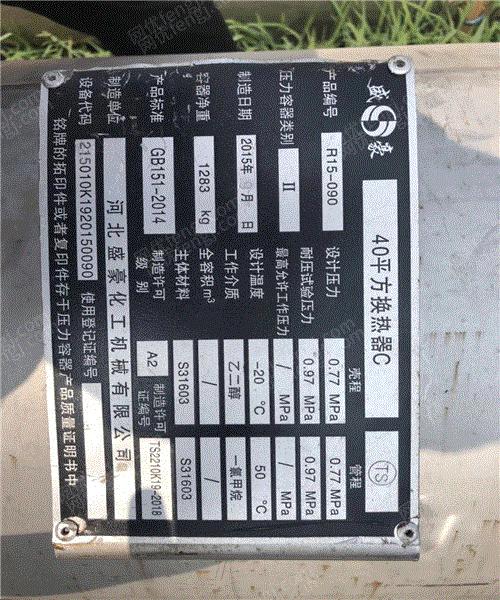 威豪
40平方换热器C
TS
壳程 管程
产品编号 R15-090 设计压力 0.77 MPa 0.77 MPa
压力容器类别 II 耐压试验压力 0.97 MPa 0.97 MPa
最高允许工作压力 / MPa / MPa
制造日期 2015年 月 日 设计温度 -20 ℃ 50 ℃
容器净重 1283 kg 工作介质 乙二醇 一氯甲烷
全容积m³ / /
产品标准 GB151-2014 主体材料 S31603 S31603
制造许可级别 A2 制造许可证编号 TS2210K19-2018
制造单位 河北盛豪化工机械有限公司
设备代码 215010K1920150090 使用登记证编号
铭牌的拓印件或者复印件存于压力容器产品质量证明书中